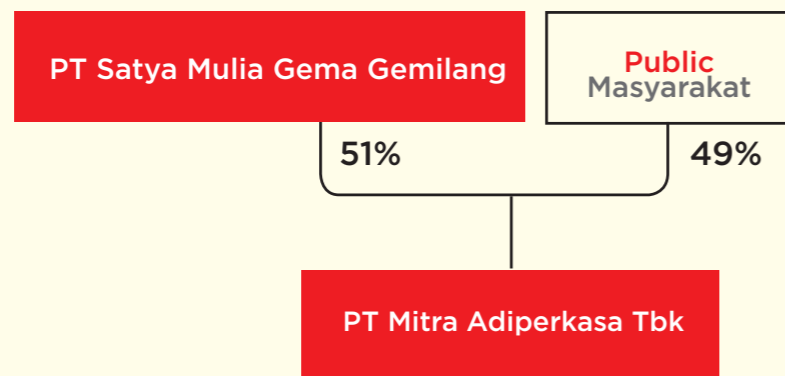 PT Satya Mulia Gema Gemilang
Public
Masyarakat
51%
49%
PT Mitra Adiperkasa Tbk